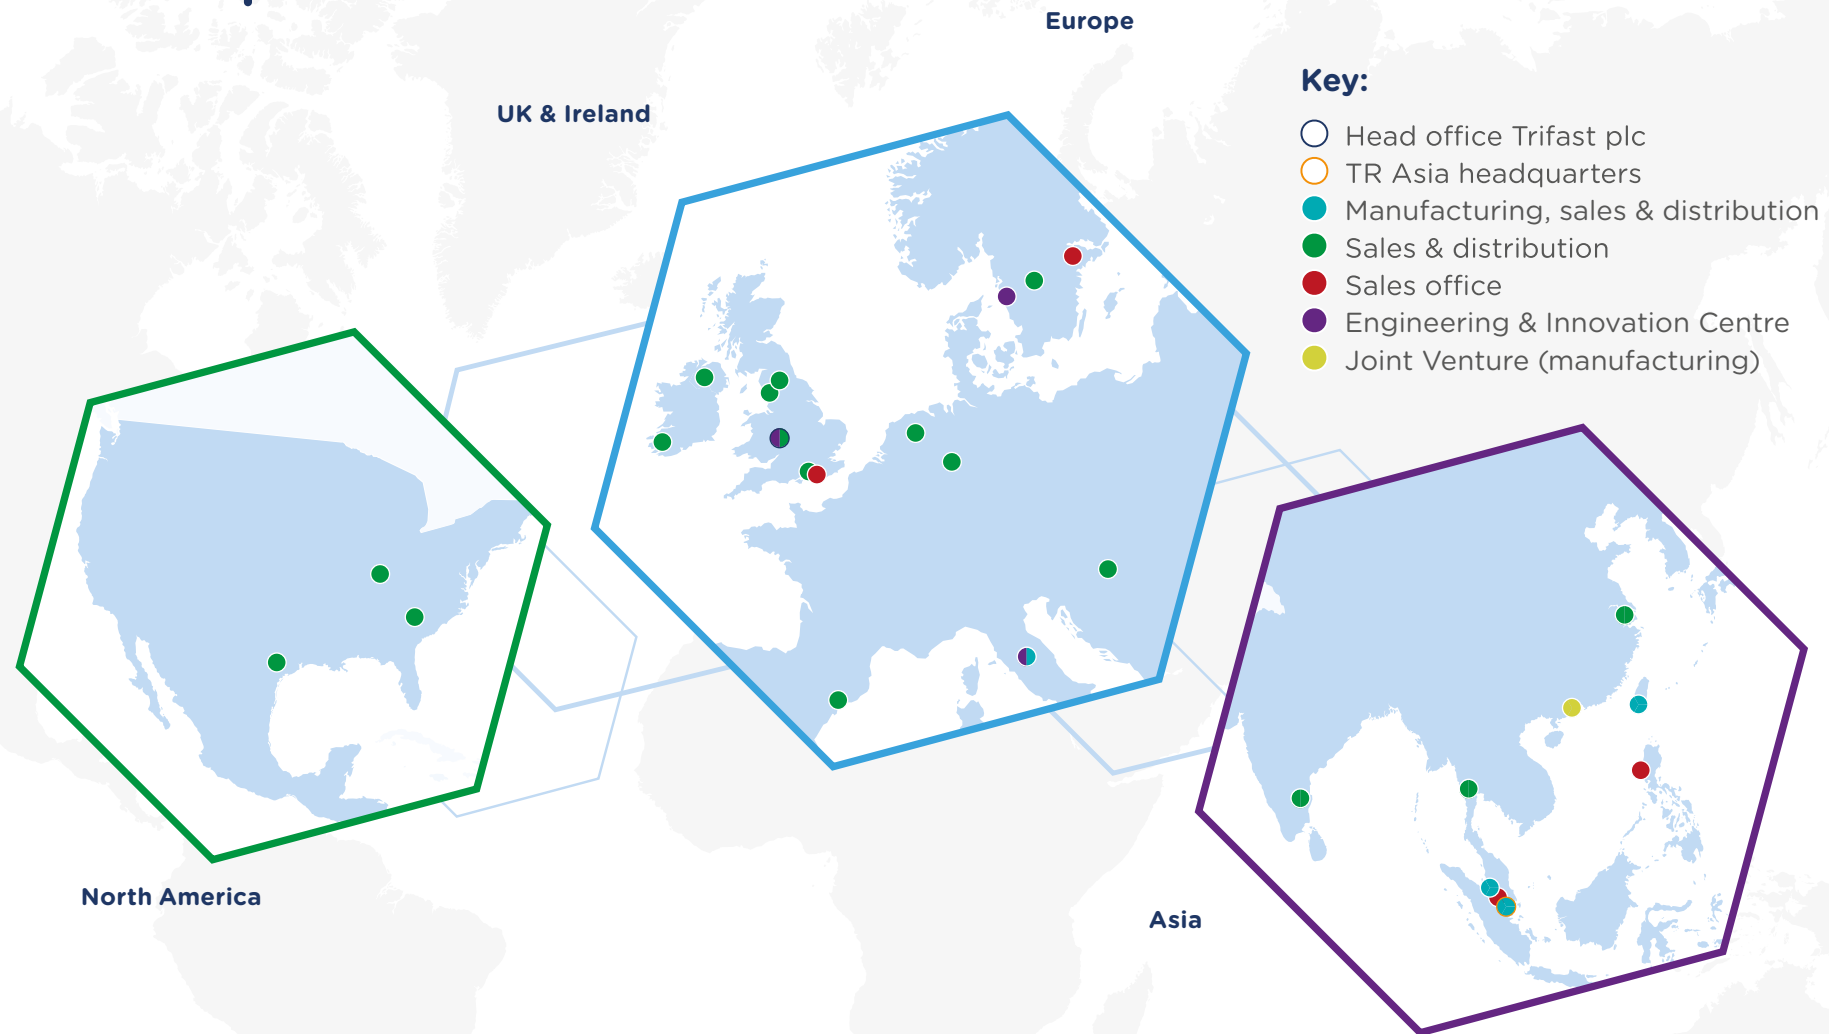 Europe
UK & Ireland
Key:
Head office Trifast plc
TR Asia headquarters
Manufacturing, sales & distribution
Sales & distribution
Sales office
Engineering & Innovation Centre
Joint Venture (manufacturing)
North America
Asia